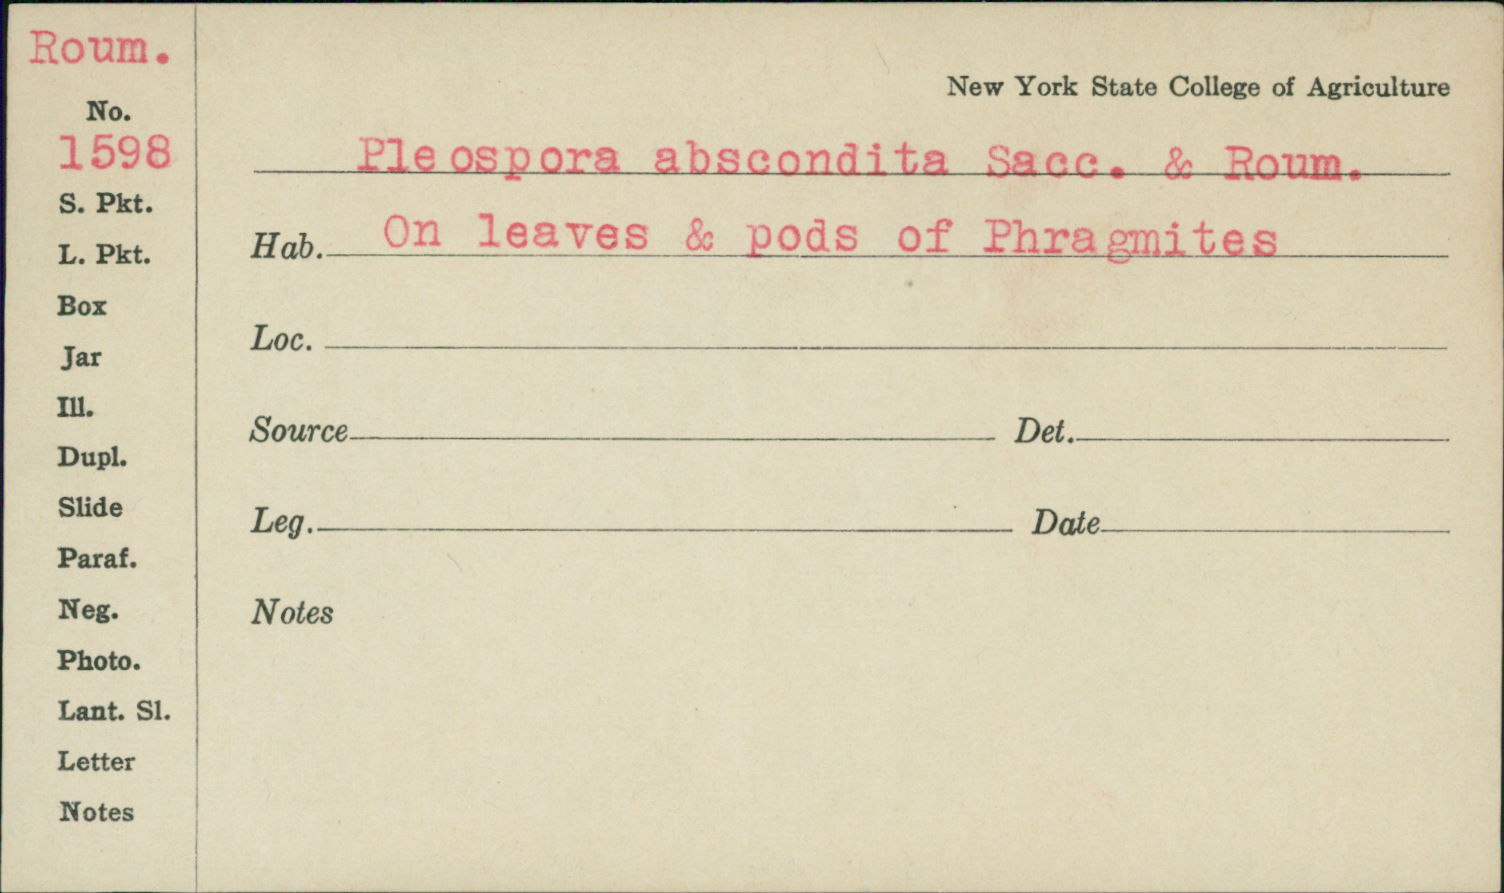 Roum.
No.
1598
S. Pkt.
L. Pkt.
Box
Jar
Ill.
Dupl.
Slide
Paraf.
Neg.
Photo.
Lant. Sl.
Letter
Notes
New York State College of Agriculture
Pleospora abscondita Sacc. & Roum.
Hab. On leaves & pods of Phragmites
Loc.
Source Det.
Leg. Date
Notes